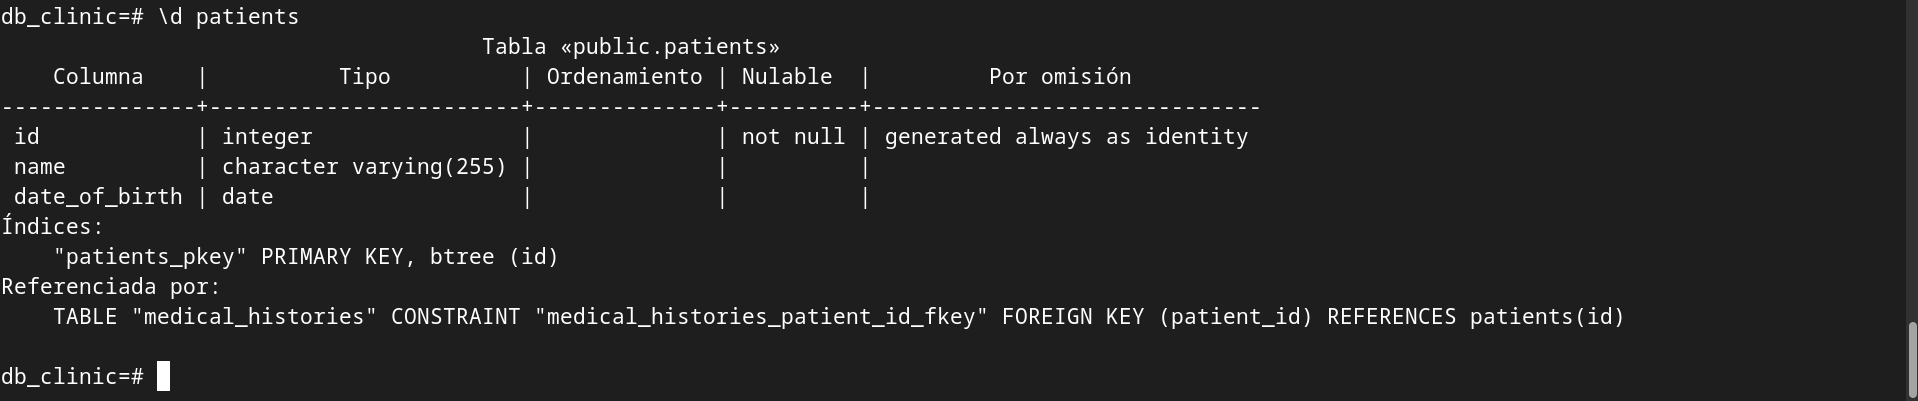 db_clinic=# \d patients
                                     Tabla «public.patients»
    Columna    |          Tipo          | Ordenamiento | Nulable  |         Por omisión
---------------+------------------------+--------------+----------+------------------------------
 id            | integer                |              | not null | generated always as identity
 name          | character varying(255) |              |          |
 date_of_birth | date                   |              |          |
Índices:
    "patients_pkey" PRIMARY KEY, btree (id)
Referenciada por:
    TABLE "medical_histories" CONSTRAINT "medical_histories_patient_id_fkey" FOREIGN KEY (patient_id) REFERENCES patients(id)

db_clinic=#